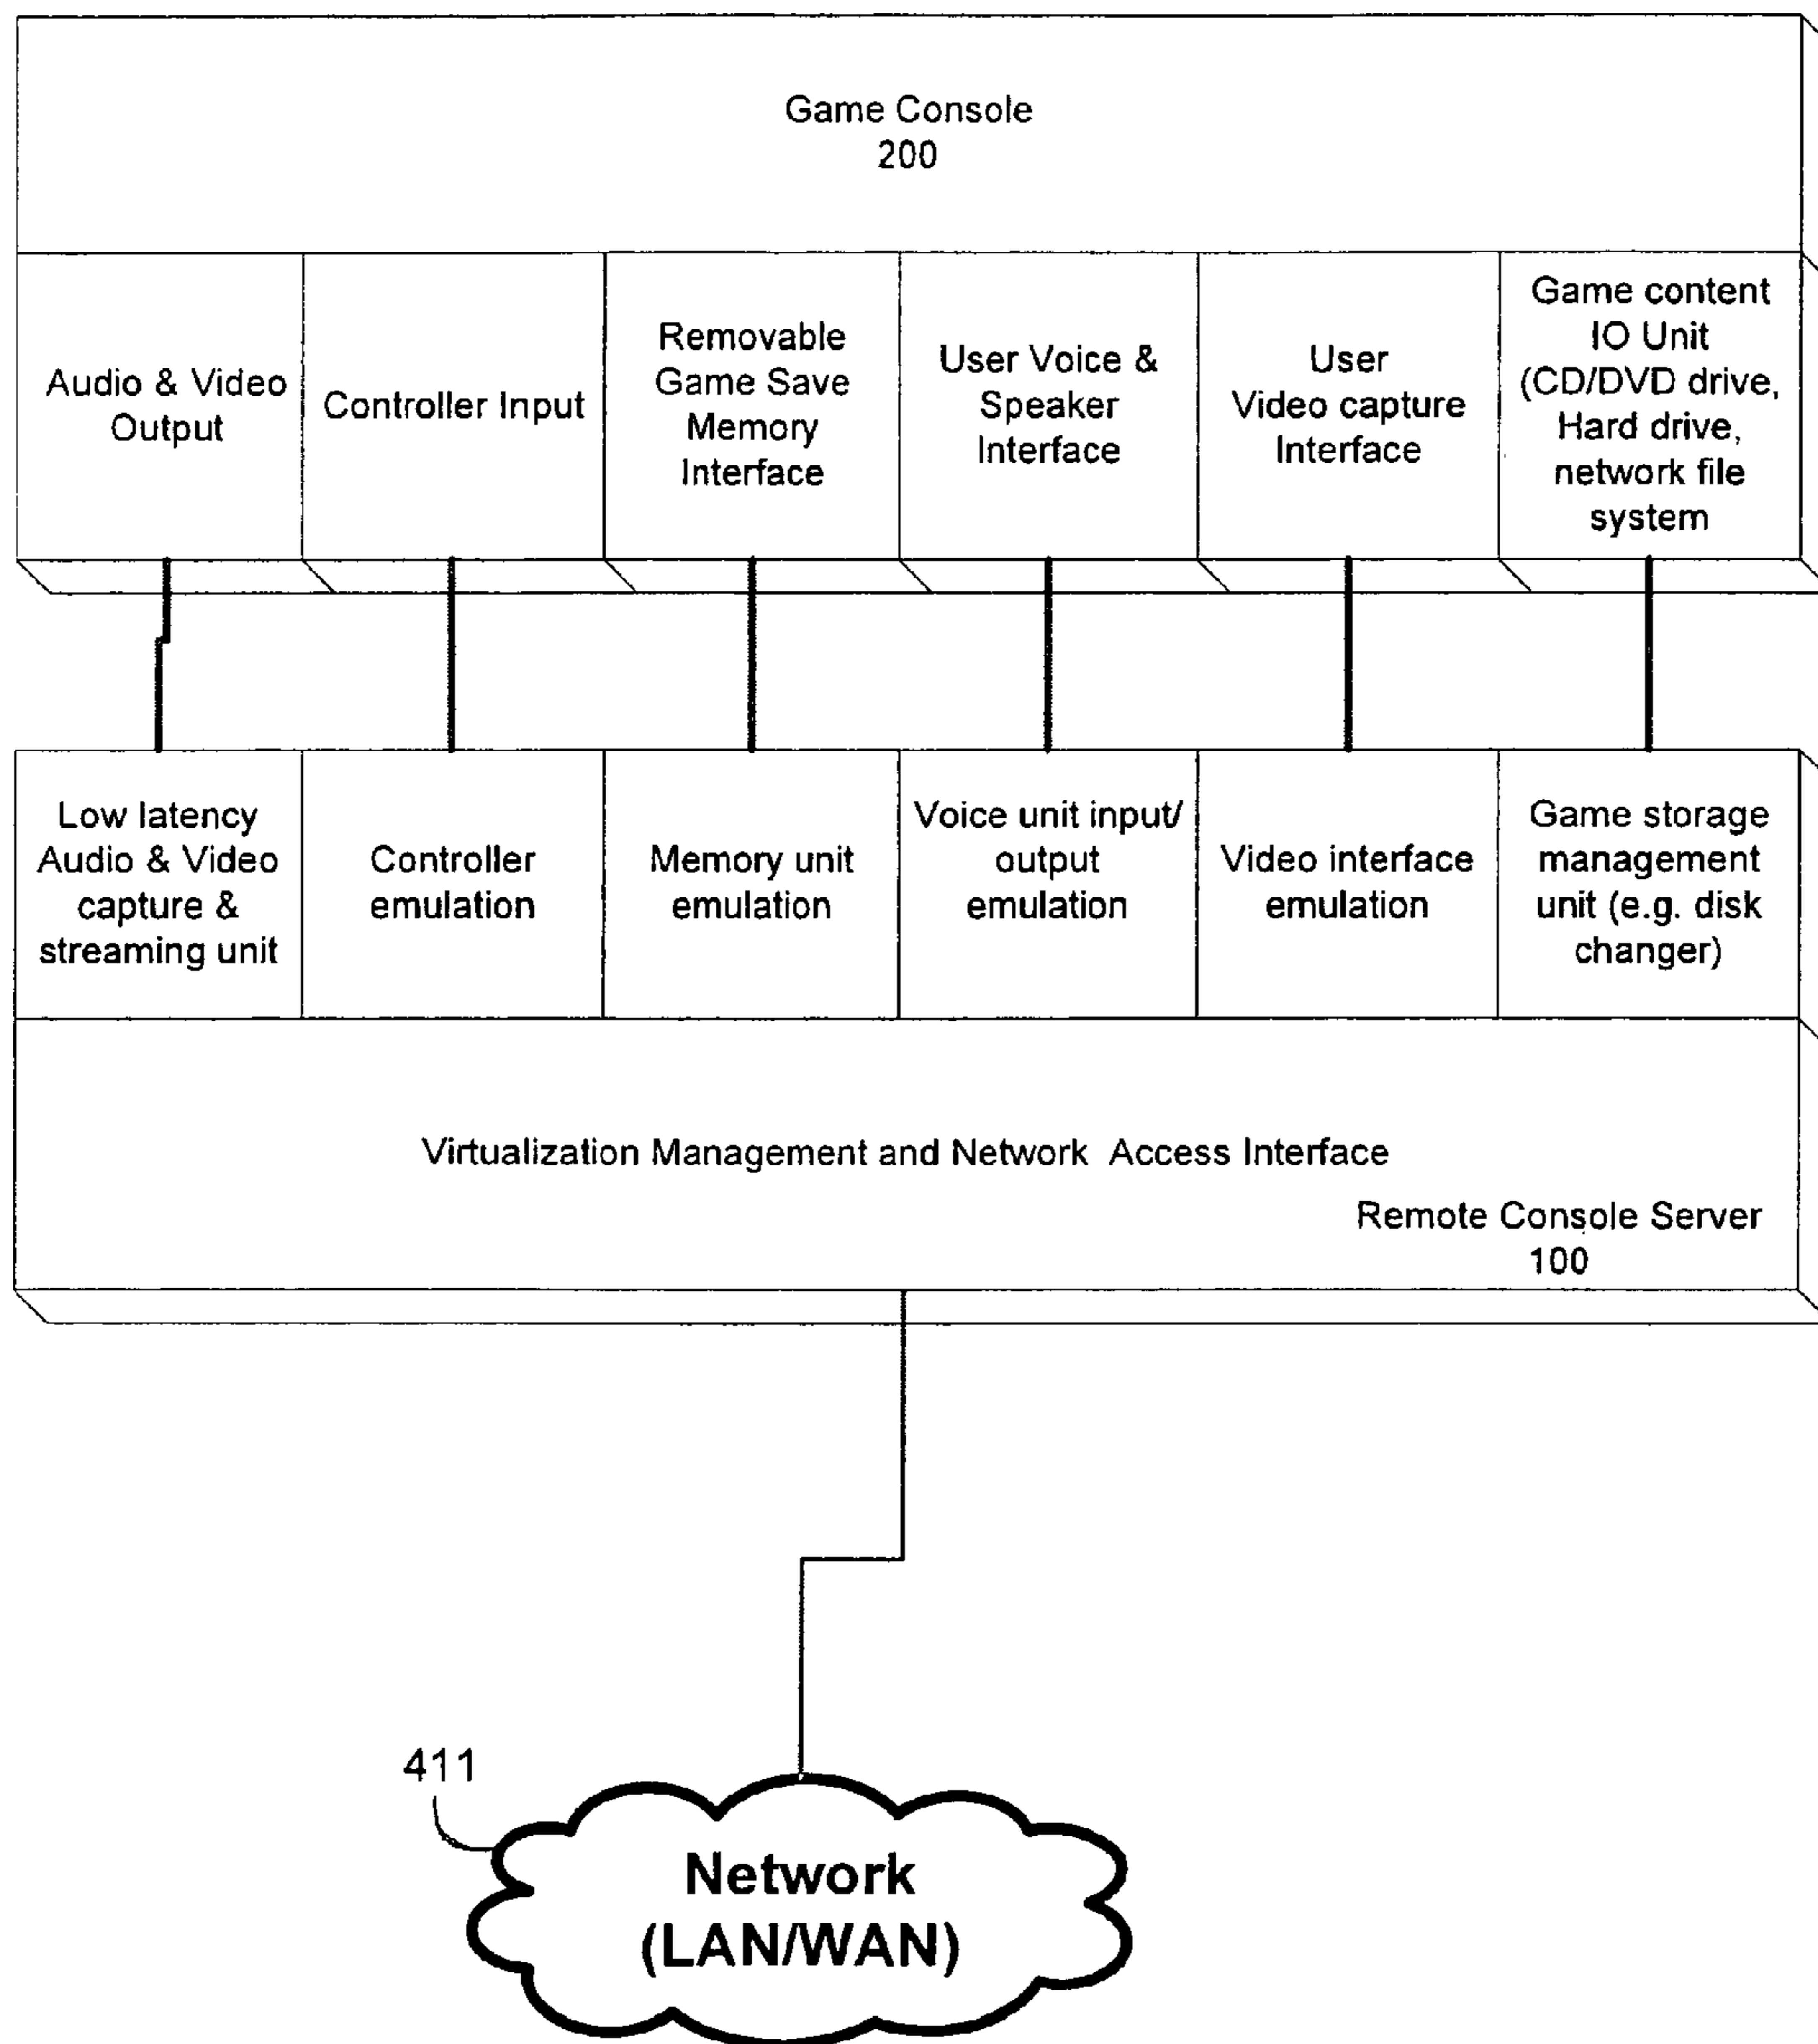 Game Console
200
Audio & Video
Output
Controller Input
Removable
Game Save
Memory
Interface
User Voice &
Speaker
Interface
User
Video capture
Interface
Game content
IO Unit
(CD/DVD drive,
Hard drive,
network file
system
Low latency
Audio & Video
capture &
streaming unit
Controller
emulation
Memory unit
emulation
Voice unit input/
output
emulation
Video interface
emulation
Game storage
management
unit (e.g. disk
changer)
Virtualization Management and Network Access Interface
Remote Console Server
100
411
Network
(LAN/WAN)